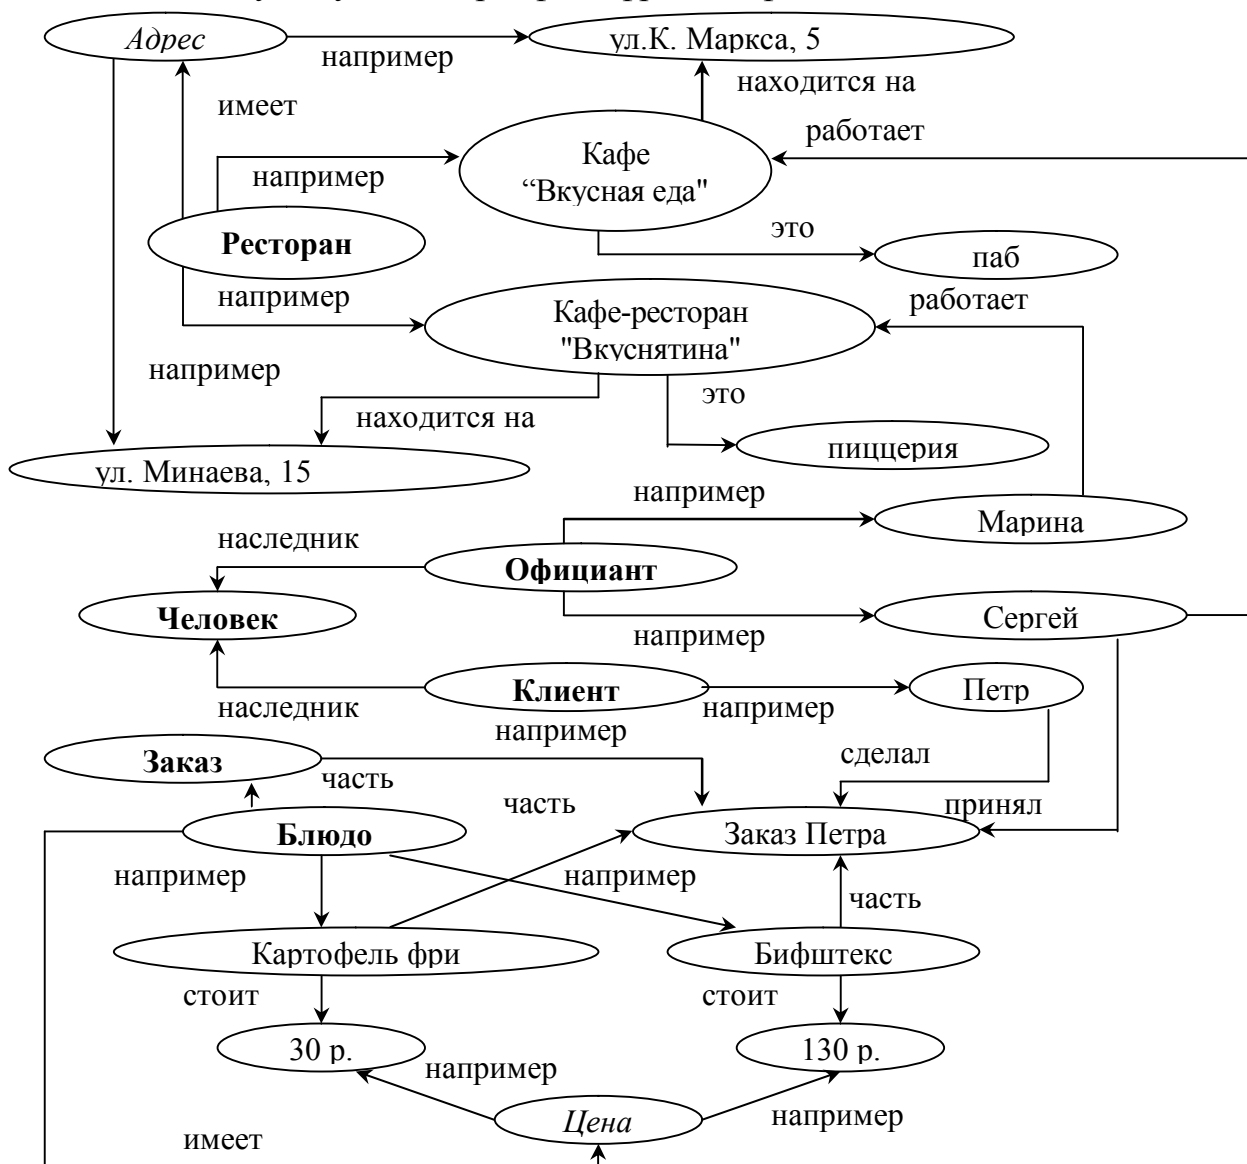 Адрес
ул.К. Маркса, 5
например
находится на
имеет
работает
Кафе
“Вкусная еда"
например
это
Ресторан
паб
например
работает
Кафе-ресторан
"Вкуснятина"
например
это
находится на
пиццерия
ул. Минаева, 15
например
Марина
наследник
Официант
Человек
Сергей
например
Клиент
Петр
наследник
например
например
Заказ
сделал
часть
часть
принял
Блюдо
Заказ Петра
например
например
часть
Картофель фри
Бифштекс
стоит
стоит
30 р.
130 р.
например
Цена
например
имеет